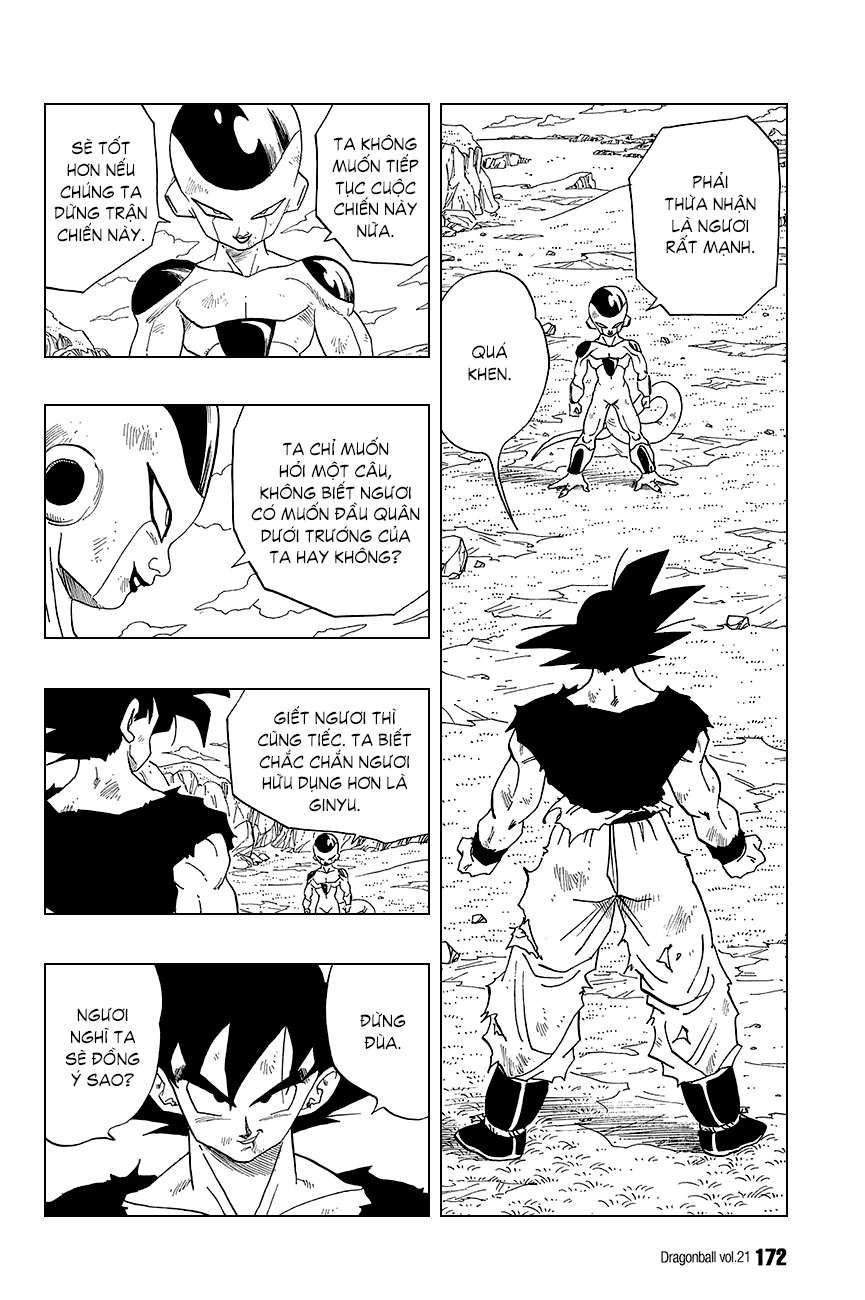 PHẢI
THỪA NHẬN
LÀ NGƯƠI
RẤT MẠNH.
QUÁ
KHEN.
TA KHÔNG
MUỐN TIẾP
TỤC CUỘC
CHIẾN NÀY
NỮA.
SẼ TỐT
HƠN NẾU
CHÚNG TA
DỪNG TRẬN
CHIẾN NÀY.
TA CHỈ MUỐN
HỎI MỘT CÂU,
KHÔNG BIẾT NGƯƠI
CÓ MUỐN ĐẦU QUÂN
DƯỚI TRƯỚNG CỦA
TA HAY KHÔNG?
GIẾT NGƯƠI THÌ
CŨNG TIẾC. TA BIẾT
CHẮC CHẮN NGƯƠI
HỮU DỤNG HƠN LÀ
GINYU.
ĐỪNG
ĐÙA.
NGƯƠI
NGHĨ TA
SẼ ĐỒNG
Ý SAO?
Dragonball vol.21 172